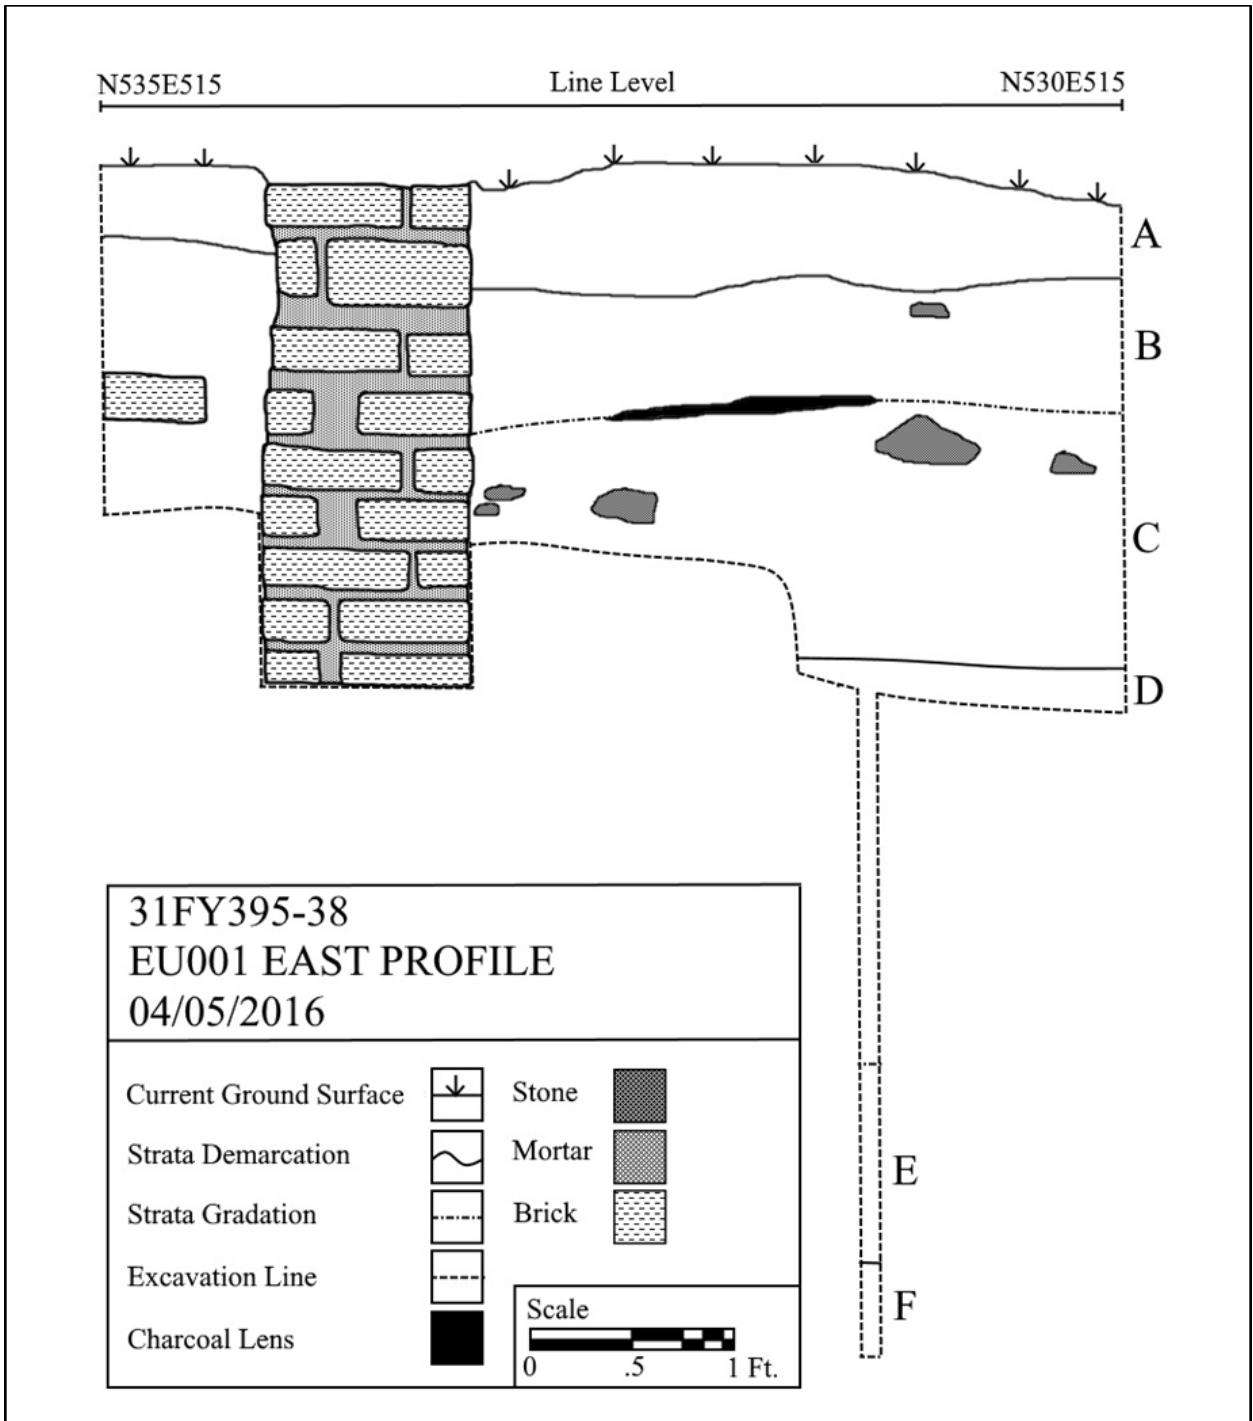 N535E515 Line Level N530E515
A
B
C
D
E
F
31FY395-38
EU001 EAST PROFILE
04/05/2016
Current Ground Surface Stone
Strata Demarcation Mortar
Strata Gradation Brick
Excavation Line
Charcoal Lens
Scale
0 .5 1 Ft.